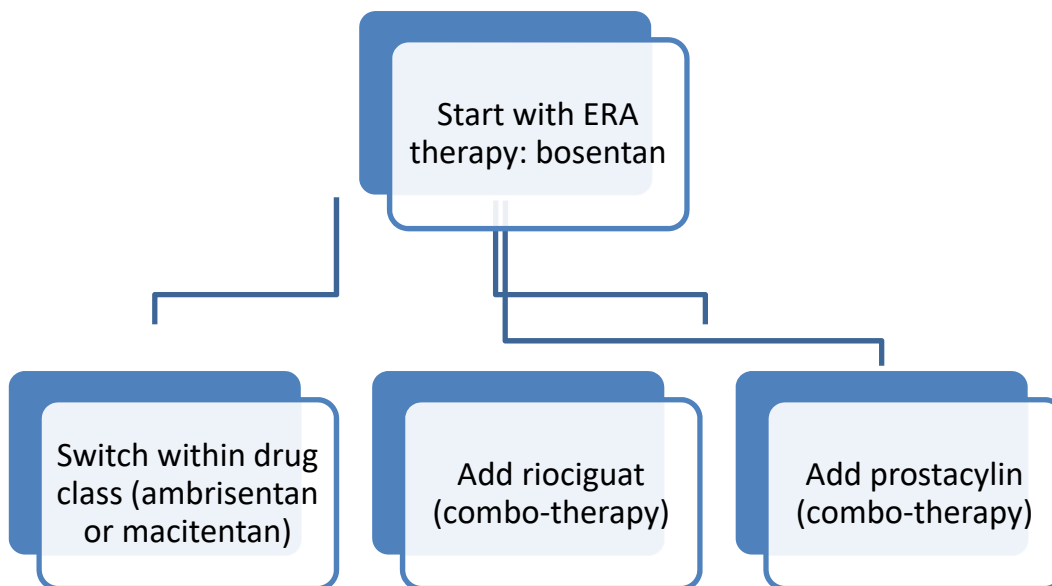 Start with ERA
therapy: bosentan
Switch within drug
class (ambrisentan
or macitentan)
Add riociguat
(combo-therapy)
Add prostacylin
(combo-therapy)